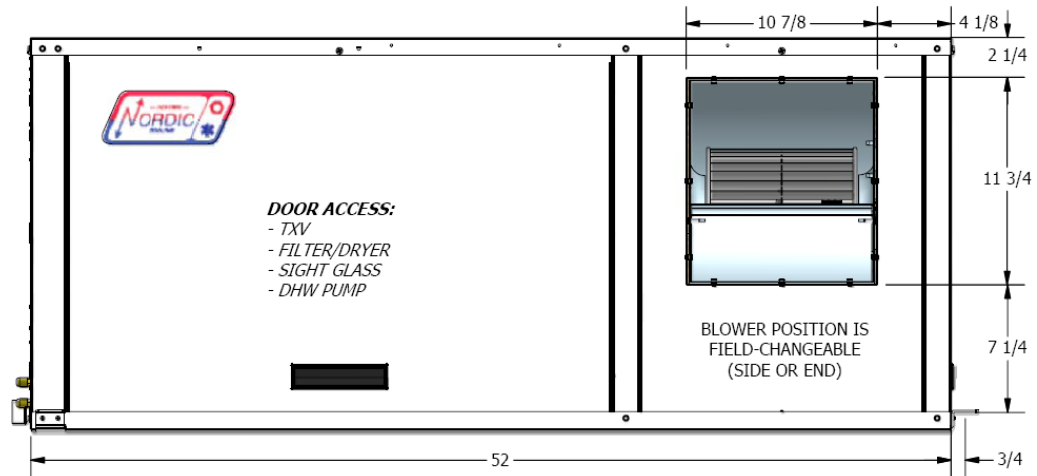 10 7/8
4 1/8
2 1/4
NORDIC
11 3/4
DOOR ACCESS:
- TXV
- FILTER/DRYER
- SIGHT GLASS
- DHW PUMP
BLOWER POSITION IS
FIELD-CHANGEABLE
(SIDE OR END)
7 1/4
52
3/4